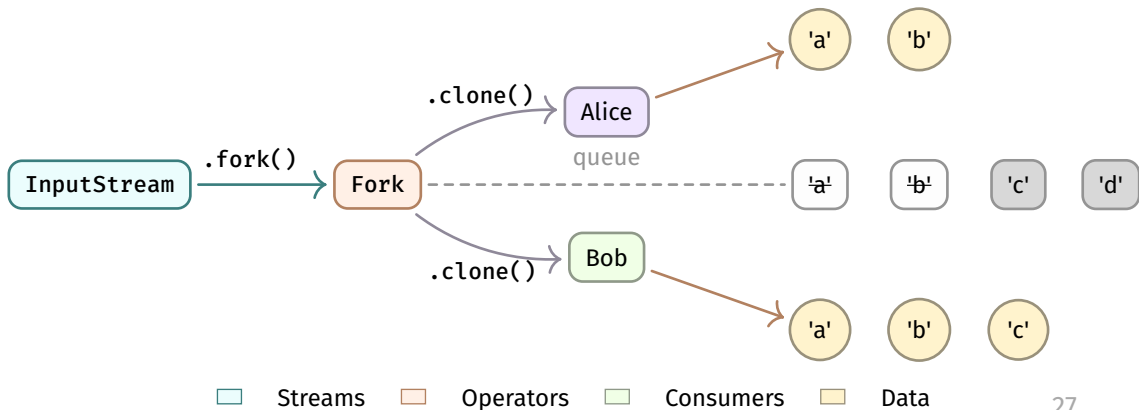 'a' 'b'
.clone()
Alice
queue
.fork()
InputStream Fork 'a' 'b' 'c' 'd'
Bob
.clone()
'a' 'b' 'c'
Streams Operators Consumers Data
27